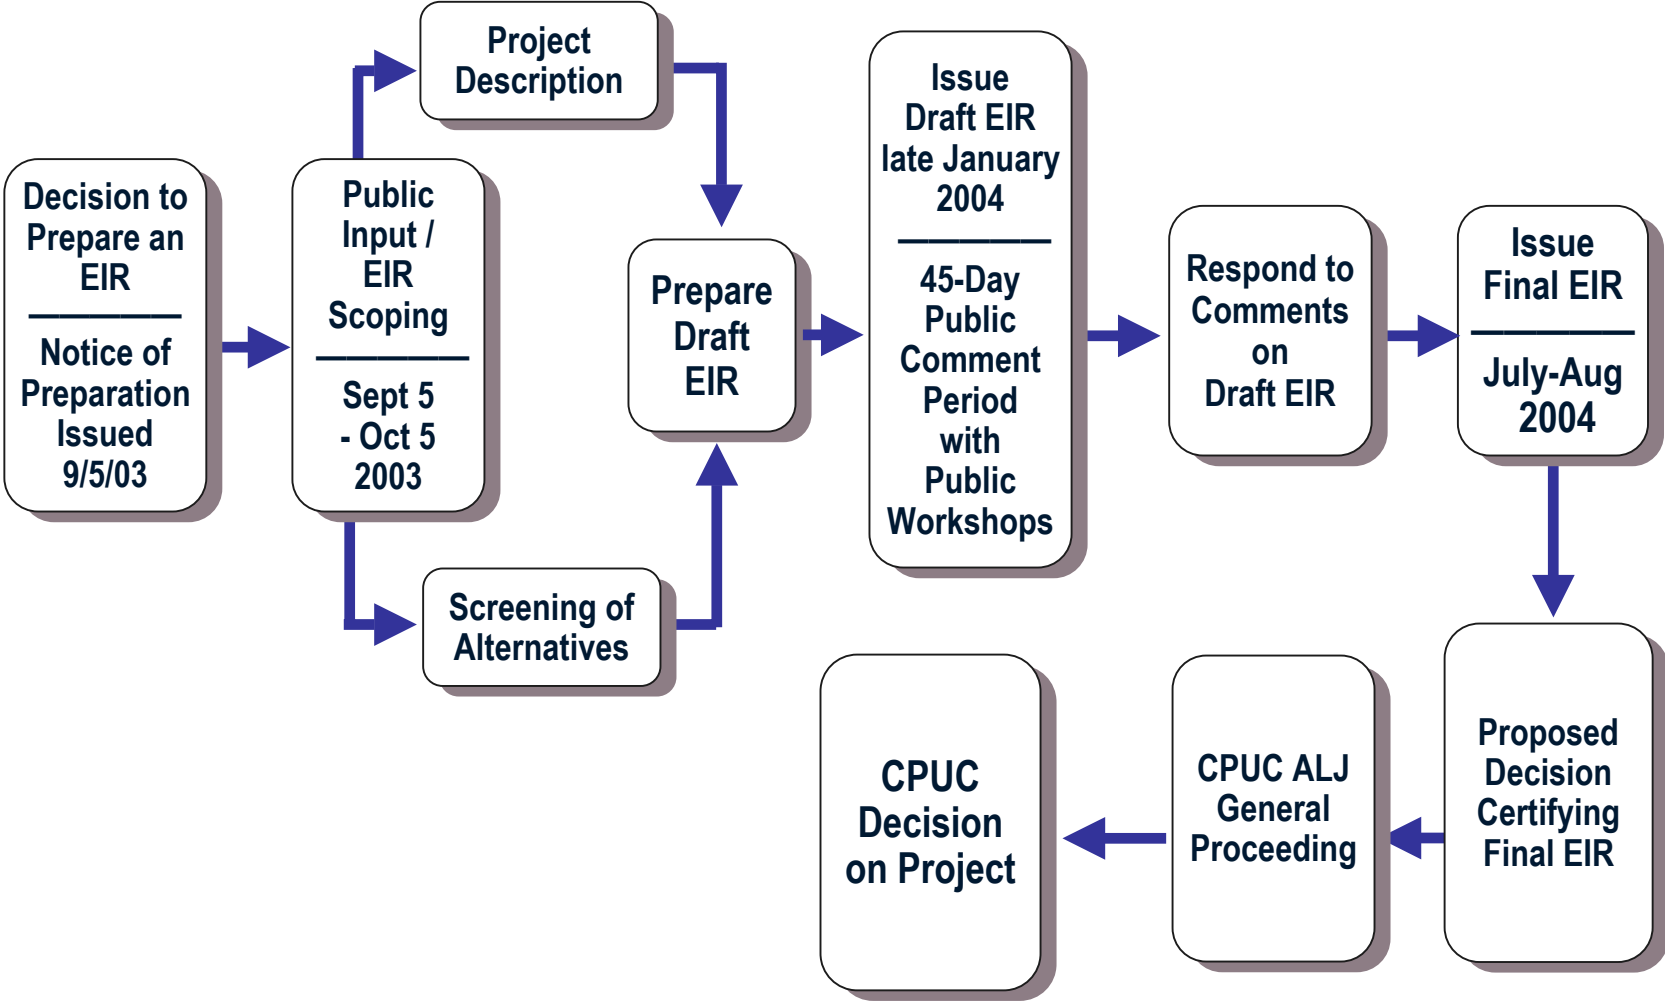 Decision to
Prepare an
EIR
Notice of
Preparation
Issued
9/5/03
Public
Input /
EIR
Scoping
Sept 5
- Oct 5
2003
Project
Description
Screening of
Alternatives
Prepare
Draft
EIR
Issue
Draft EIR
late January
2004
45-Day
Public
Comment
Period
with
Public
Workshops
Respond to
Comments
on
Draft EIR
Issue
Final EIR
July-Aug
2004
Proposed
Decision
Certifying
Final EIR
CPUC ALJ
General
Proceeding
CPUC
Decision
on Project